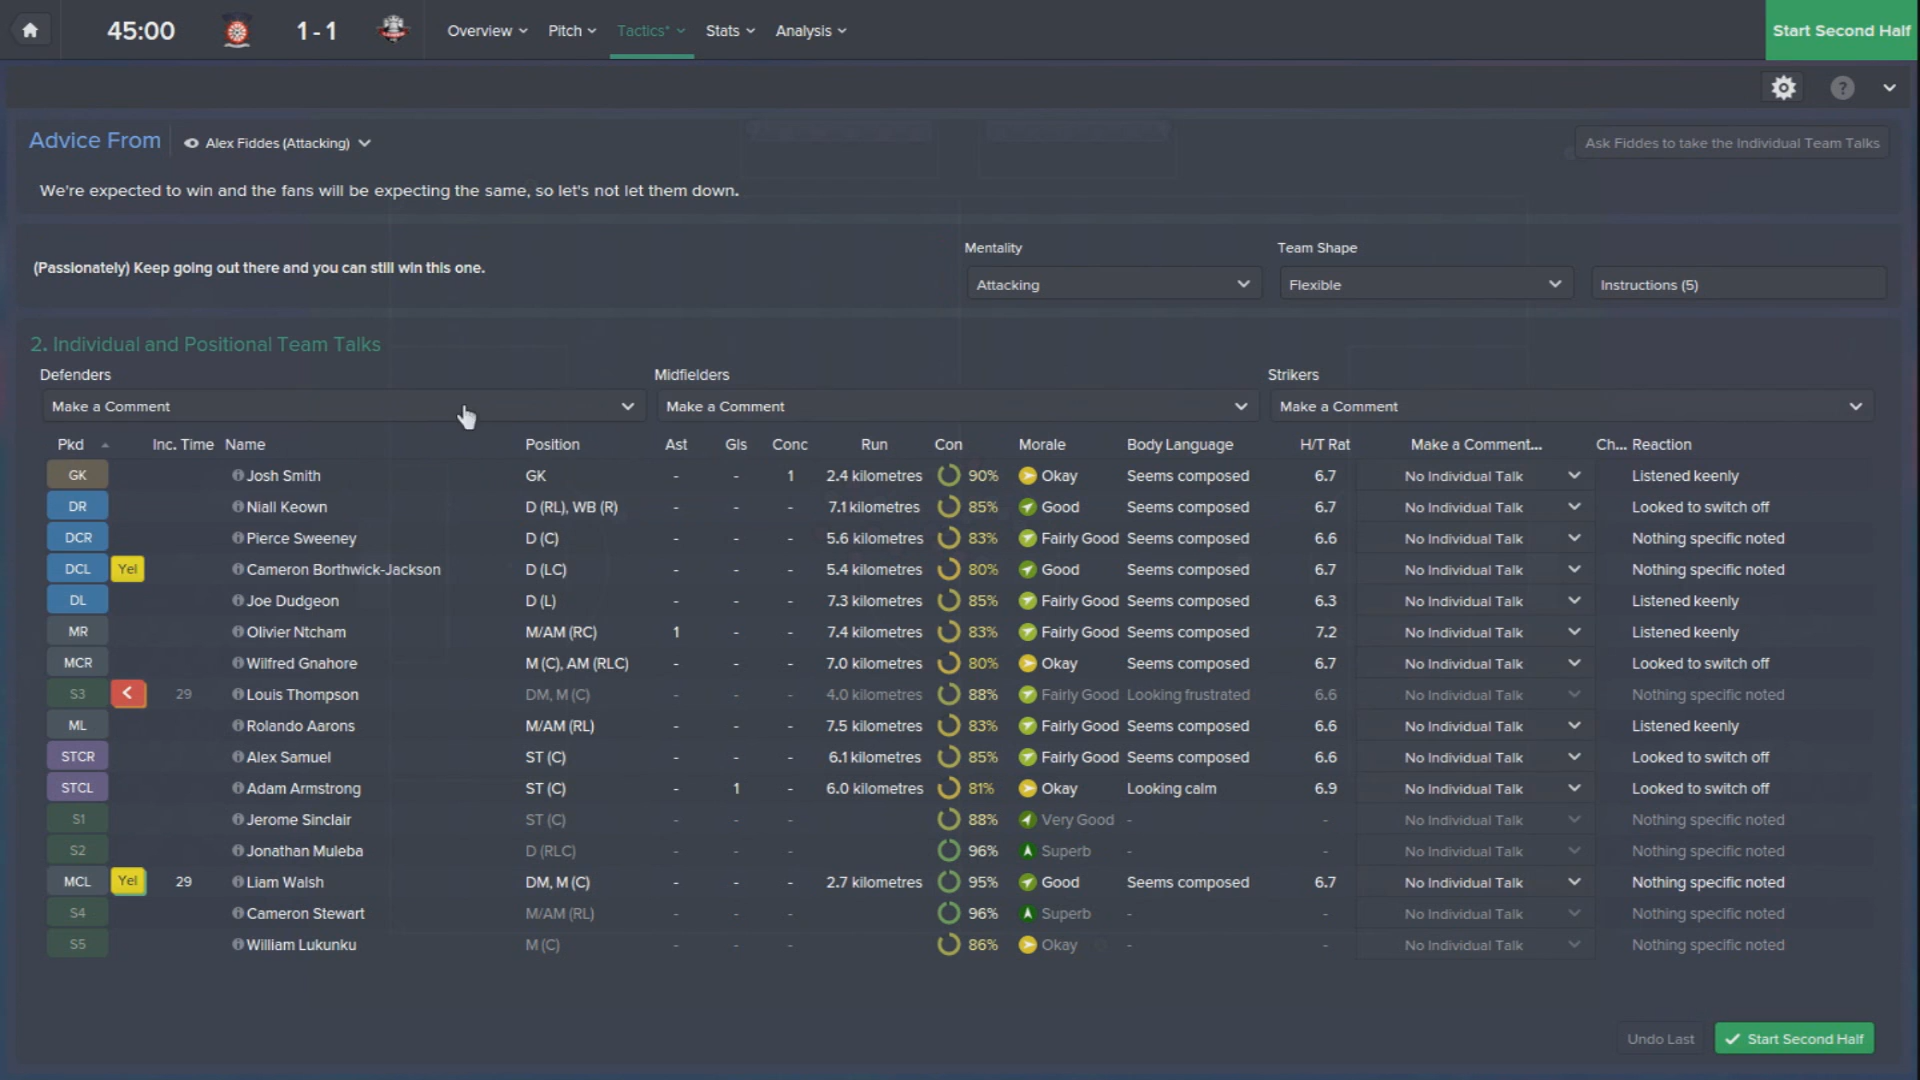 45:00 1 - 1 Overview Pitch Tactics* Stats Analysis Start Second Half
?
Advice From Alex Fiddes (Attacking) Ask Fiddes to take the Individual Team Talks
We're expected to win and the fans will be expecting the same, so let's not let them down.
Mentality Team Shape
(Passionately) Keep going out there and you can still win this one.
Attacking Flexible Instructions (5)
2. Individual and Positional Team Talks
Defenders Midfielders Strikers
Make a Comment Make a Comment Make a Comment
Pkd Inc. Time Name Position Ast Gls Conc Run Con Morale Body Language H/T Rat Make a Comment... Ch... Reaction
GK Josh Smith GK - - 1 2.4 kilometres 90% Okay Seems composed 6.7 No Individual Talk Listened keenly
DR Niall Keown D (RL), WB (R) - - - 7.1 kilometres 85% Good Seems composed 6.7 No Individual Talk Looked to switch off
DCR Pierce Sweeney D (C) - - - 5.6 kilometres 83% Fairly Good Seems composed 6.6 No Individual Talk Nothing specific noted
DCL Yel Cameron Borthwick-Jackson D (LC) - - - 5.4 kilometres 80% Good Seems composed 6.7 No Individual Talk Nothing specific noted
DL Joe Dudgeon D (L) - - - 7.3 kilometres 85% Fairly Good Seems composed 6.3 No Individual Talk Listened keenly
MR Olivier Ntcham M/AM (RC) 1 - - 7.4 kilometres 83% Fairly Good Seems composed 7.2 No Individual Talk Listened keenly
MCR Wilfred Gnahore M (C), AM (RLC) - - - 7.0 kilometres 80% Okay Seems composed 6.7 No Individual Talk Looked to switch off
S3 29 Louis Thompson DM, M (C) - - - 4.0 kilometres 88% Fairly Good Looking frustrated 6.6 No Individual Talk Nothing specific noted
ML Rolando Aarons M/AM (RL) - - - 7.5 kilometres 83% Fairly Good Seems composed 6.6 No Individual Talk Listened keenly
STCR Alex Samuel ST (C) - - - 6.1 kilometres 85% Fairly Good Seems composed 6.6 No Individual Talk Looked to switch off
STCL Adam Armstrong ST (C) - 1 - 6.0 kilometres 81% Okay Looking calm 6.9 No Individual Talk Looked to switch off
S1 Jerome Sinclair ST (C) - - - 88% Very Good - - No Individual Talk Nothing specific noted
S2 Jonathan Muleba D (RLC) - - - 96% Superb - - No Individual Talk Nothing specific noted
MCL Yel 29 Liam Walsh DM, M (C) - - - 2.7 kilometres 95% Good Seems composed 6.7 No Individual Talk Nothing specific noted
S4 Cameron Stewart M/AM (RL) - - - 96% Superb - - No Individual Talk Nothing specific noted
S5 William Lukunku M (C) - - - 86% Okay - - No Individual Talk Nothing specific noted
Undo Last Start Second Half